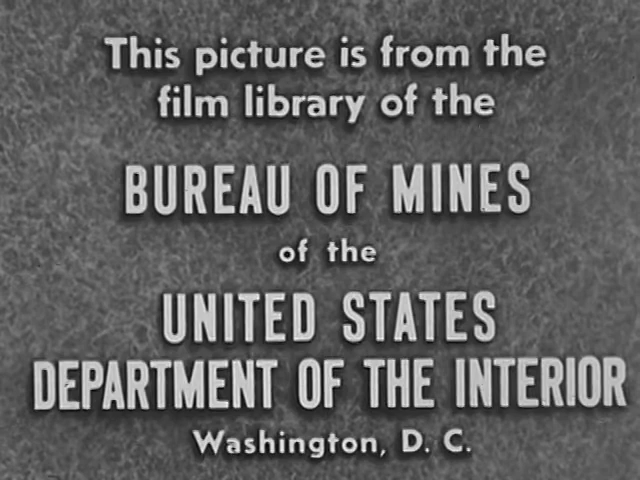 This picture is from the
film library of the
BUREAU OF MINES
of the
UNITED STATES
DEPARTMENT OF THE INTERIOR
Washington, D. C.